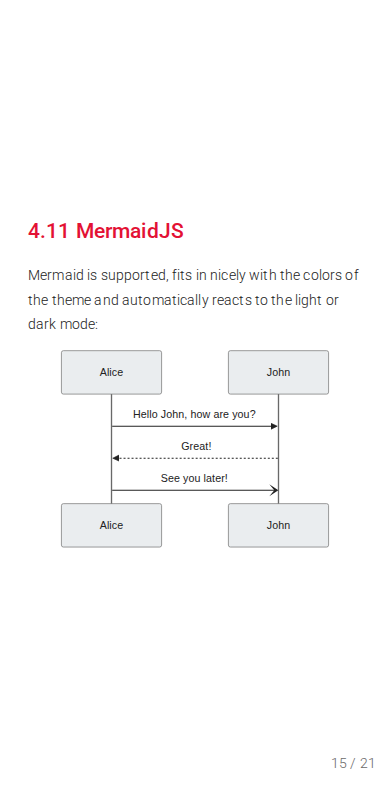 4.11 MermaidJS
Mermaid is supported, fits in nicely with the colors of
the theme and automatically reacts to the light or
dark mode:
Alice
John
Hello John, how are you?
Great!
See you later!
Alice
John
15 / 21